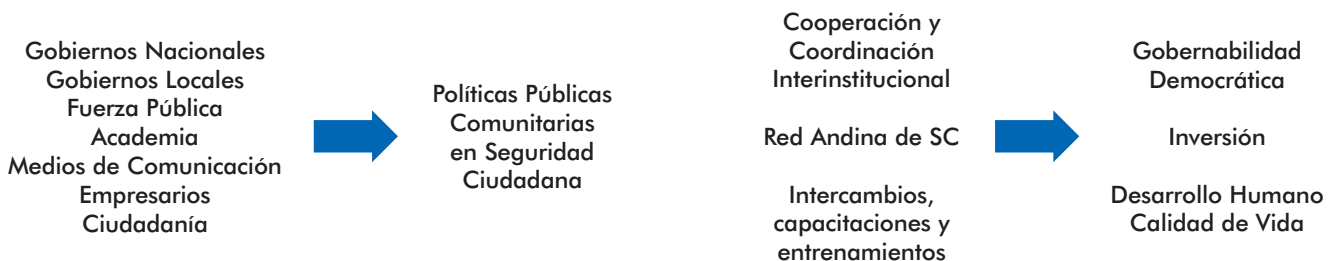 Gobiernos Nacionales
Gobiernos Locales
Fuerza Pública
Academia
Medios de Comunicación
Empresarios
Ciudadanía
Políticas Públicas
Comunitarias
en Seguridad
Ciudadana
Cooperación y
Coordinación
Interinstitucional
Red Andina de SC
Intercambios,
capacitaciones y
entrenamientos
Gobernabilidad
Democrática
Inversión
Desarrollo Humano
Calidad de Vida